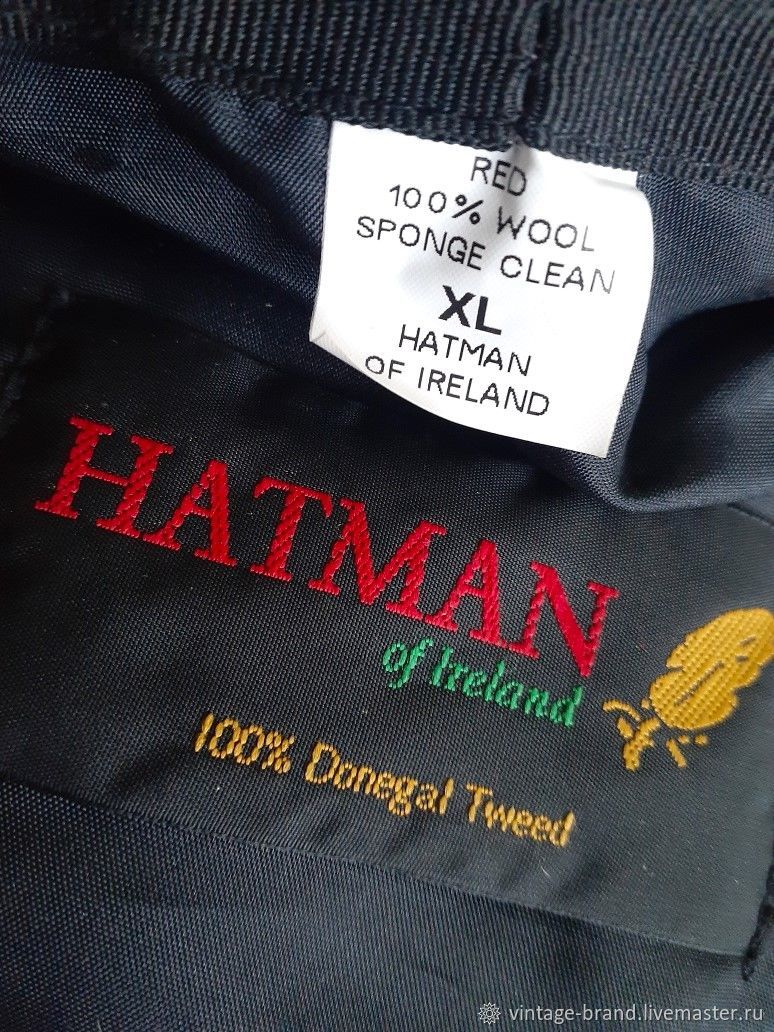 RED
100% WOOL
SPONGE CLEAN
XL
HATMAN
OF IRELAND
HATMAN
of Ireland
100% Donegal Tweed
vintage-brand.livemaster.ru